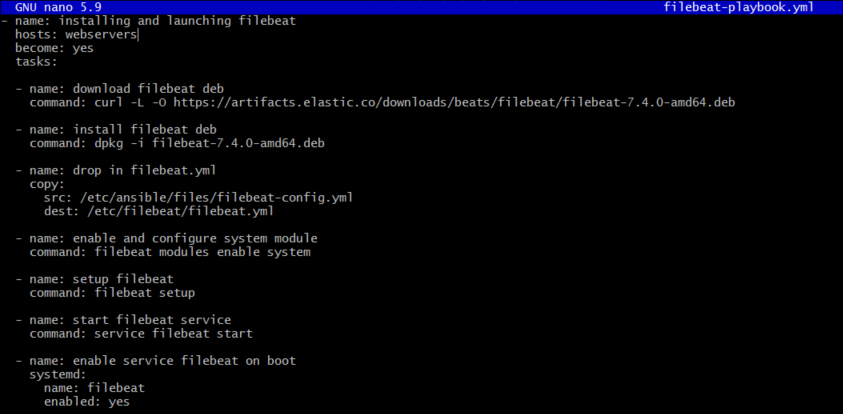 GNU nano 5.9 filebeat-playbook.yml
- name: installing and launching filebeat
  hosts: webservers
  become: yes
  tasks:
  - name: download filebeat deb
    command: curl -L -O https://artifacts.elastic.co/downloads/beats/filebeat/filebeat-7.4.0-amd64.deb
  - name: install filebeat deb
    command: dpkg -i filebeat-7.4.0-amd64.deb
  - name: drop in filebeat.yml
    copy:
      src: /etc/ansible/files/filebeat-config.yml
      dest: /etc/filebeat/filebeat.yml
  - name: enable and configure system module
    command: filebeat modules enable system
  - name: setup filebeat
    command: filebeat setup
  - name: start filebeat service
    command: service filebeat start
  - name: enable service filebeat on boot
    systemd:
      name: filebeat
      enabled: yes